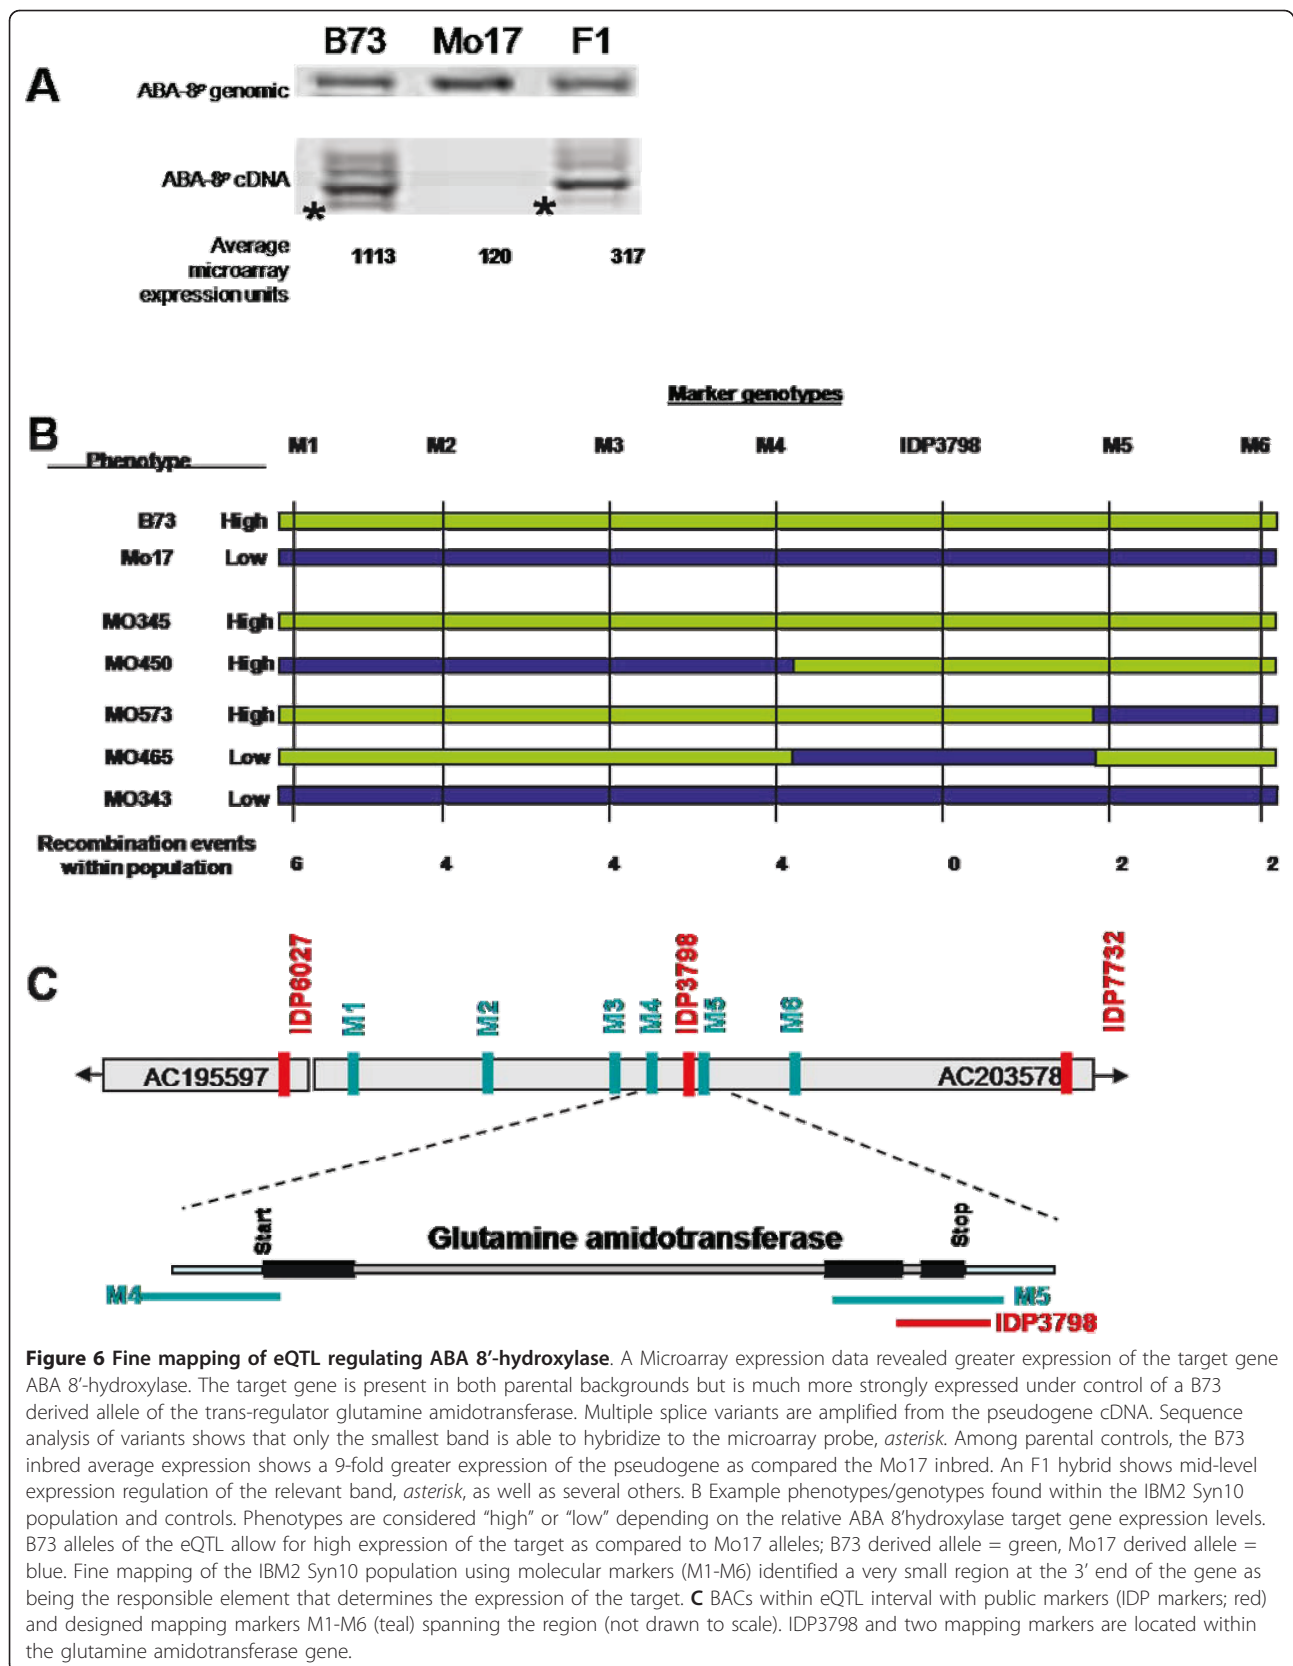 B73 Mo17 F1
A
ABA-8' genomic
ABA-8' cDNA
*
*
Average
microarray
expression units
1113 120 317
Marker genotypes
B
Phenotype
M1 M2 M3 M4 IDP3798 M5 M6
B73 High
Mo17 Low
MO345 High
MO450 High
MO573 High
MO465 Low
MO343 Low
Recombination events
within population
6 4 4 4 0 2 2
C
IDP6027 M1 M2 M3 M4 IDP3798 M5 M6 IDP7732
AC195597 AC203578
Start
Glutamine amidotransferase
Stop
M4
M5
IDP3798
Figure 6 Fine mapping of eQTL regulating ABA 8′-hydroxylase. A Microarray expression data revealed greater expression of the target gene
ABA 8′-hydroxylase. The target gene is present in both parental backgrounds but is much more strongly expressed under control of a B73
derived allele of the trans-regulator glutamine amidotransferase. Multiple splice variants are amplified from the pseudogene cDNA. Sequence
analysis of variants shows that only the smallest band is able to hybridize to the microarray probe, asterisk. Among parental controls, the B73
inbred average expression shows a 9-fold greater expression of the pseudogene as compared the Mo17 inbred. An F1 hybrid shows mid-level
expression regulation of the relevant band, asterisk, as well as several others. B Example phenotypes/genotypes found within the IBM2 Syn10
population and controls. Phenotypes are considered “high” or “low” depending on the relative ABA 8′hydroxylase target gene expression levels.
B73 alleles of the eQTL allow for high expression of the target as compared to Mo17 alleles; B73 derived allele = green, Mo17 derived allele =
blue. Fine mapping of the IBM2 Syn10 population using molecular markers (M1-M6) identified a very small region at the 3′ end of the gene as
being the responsible element that determines the expression of the target. C BACs within eQTL interval with public markers (IDP markers; red)
and designed mapping markers M1-M6 (teal) spanning the region (not drawn to scale). IDP3798 and two mapping markers are located within
the glutamine amidotransferase gene.